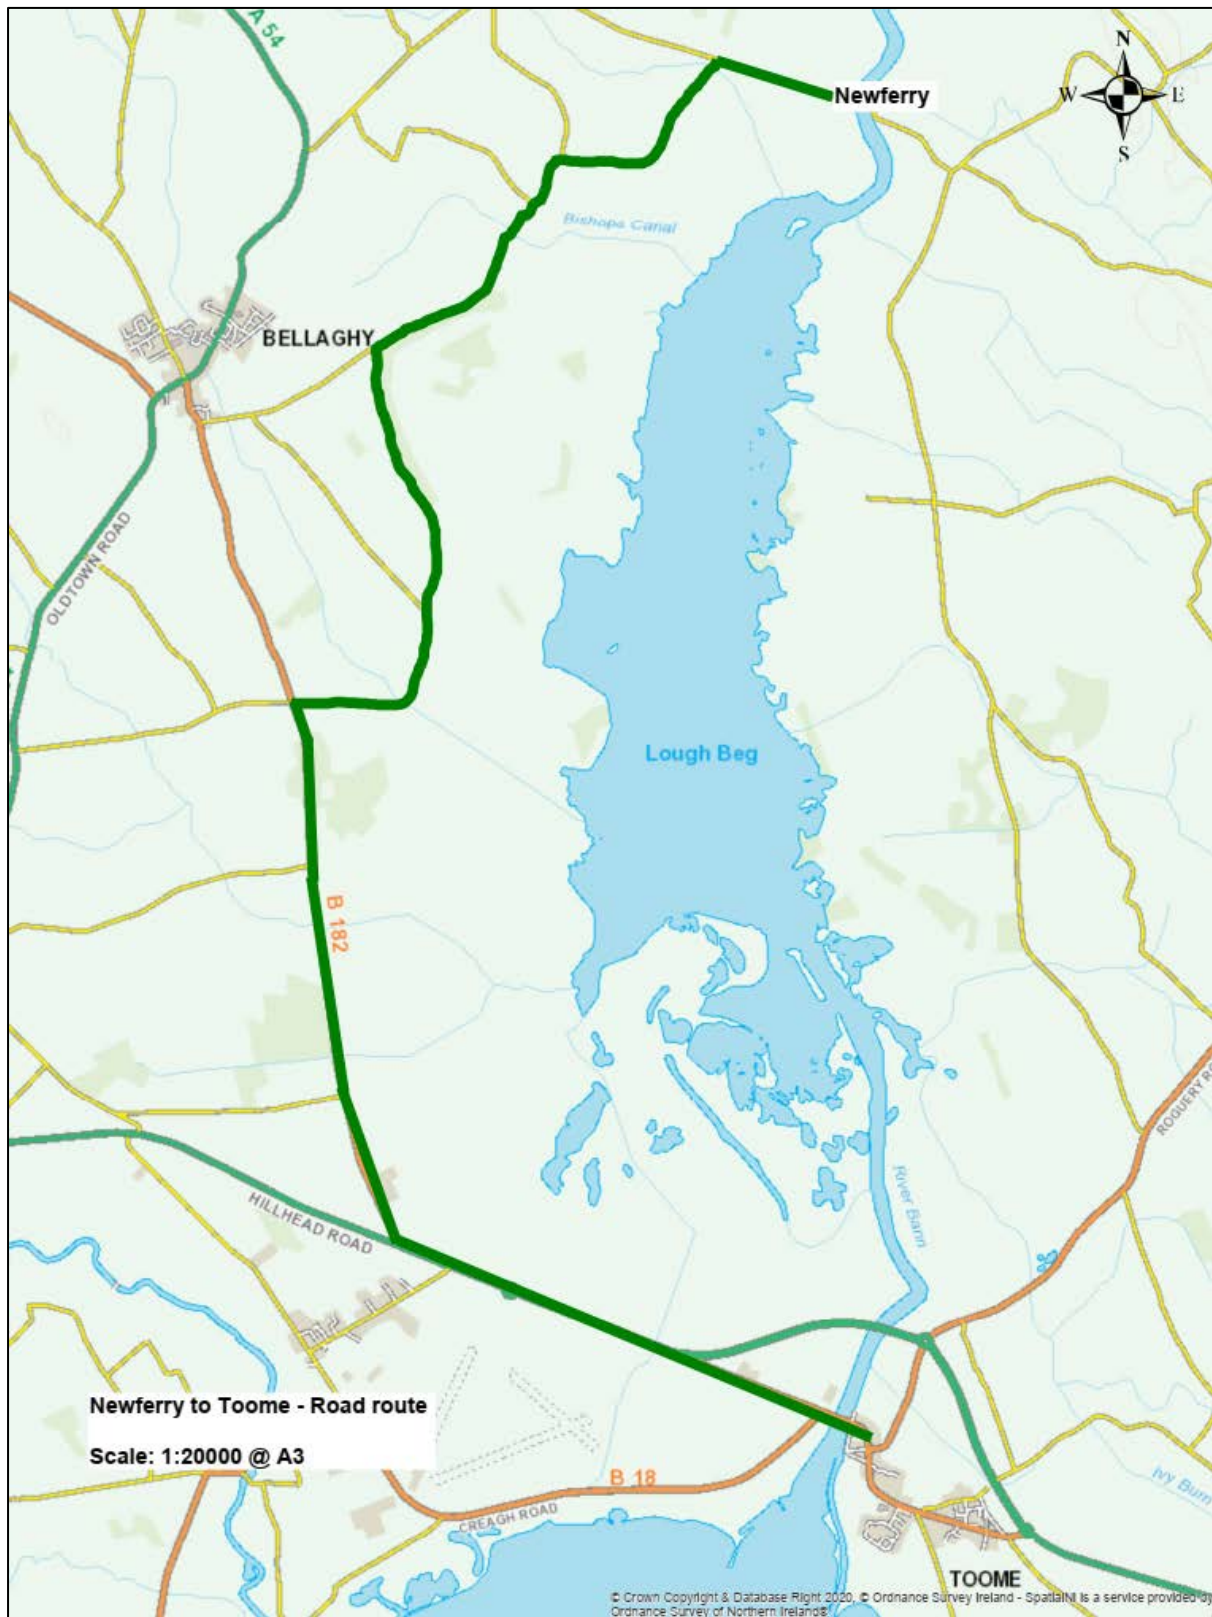 A 54
N
W
E
S
Newferry
Bishops Canal
BELLAGHY
OLDTOWN ROAD
Lough Beg
B 182
ROGUERY RO
River Bann
HILLHEAD ROAD
Newferry to Toome - Road route
Scale: 1:20000 @ A3
B 18
CREAGH ROAD
Ivy Burn
TOOME
© Crown Copyright & Database Right 2020, © Ordnance Survey Ireland - SpatialNI is a service provided by
Ordnance Survey of Northern Ireland®